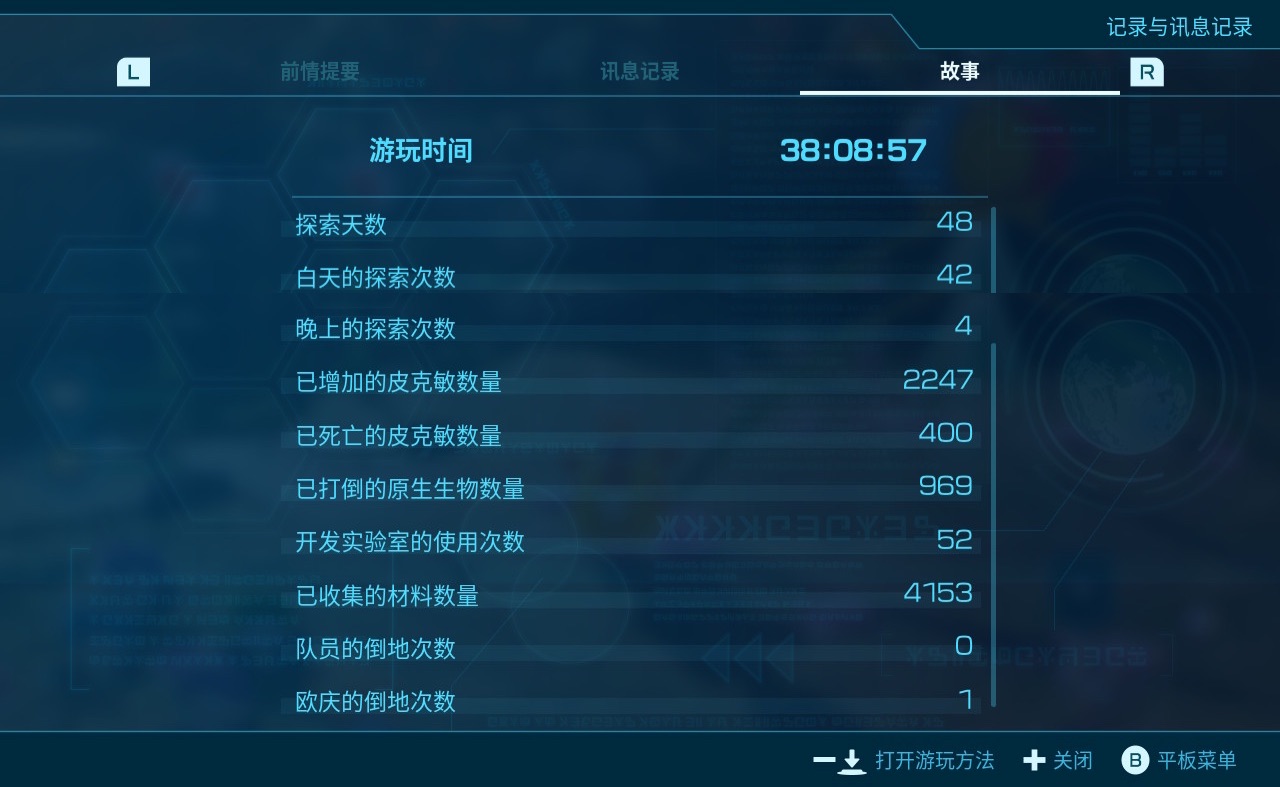 记录与讯息记录
L 前情提要 讯息记录 故事 R
游玩时间 38:08:57
探索天数 48
白天的探索次数 42
晚上的探索次数 4
已增加的皮克敏数量 2247
已死亡的皮克敏数量 400
已打倒的原生生物数量 969
开发实验室的使用次数 52
已收集的材料数量 4153
队员的倒地次数 0
欧庆的倒地次数 1
打开游玩方法 关闭 B 平板菜单